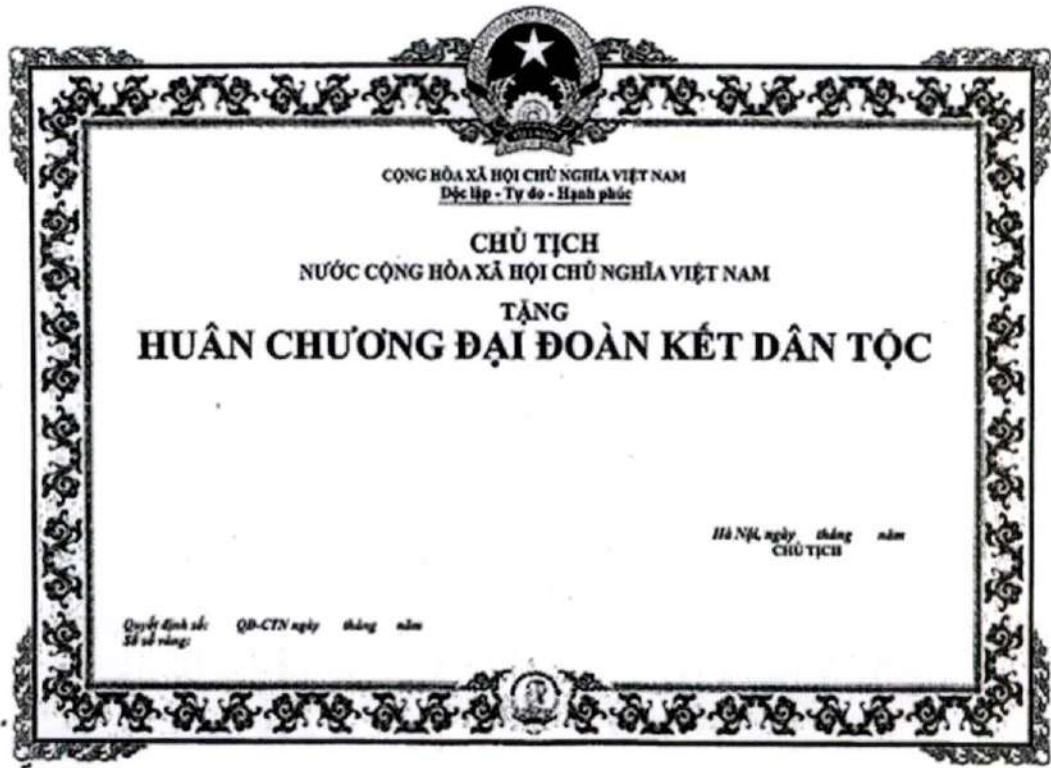 CỘNG HÒA XÃ HỘI CHỦ NGHĨA VIỆT NAM
Độc lập - Tự do - Hạnh phúc
CHỦ TỊCH
NƯỚC CỘNG HÒA XÃ HỘI CHỦ NGHĨA VIỆT NAM
TẶNG
HUÂN CHƯƠNG ĐẠI ĐOÀN KẾT DÂN TỘC
Hà Nội, ngày tháng năm
CHỦ TỊCH
Quyết định số: QĐ-CTN ngày tháng năm
Số sổ vàng: